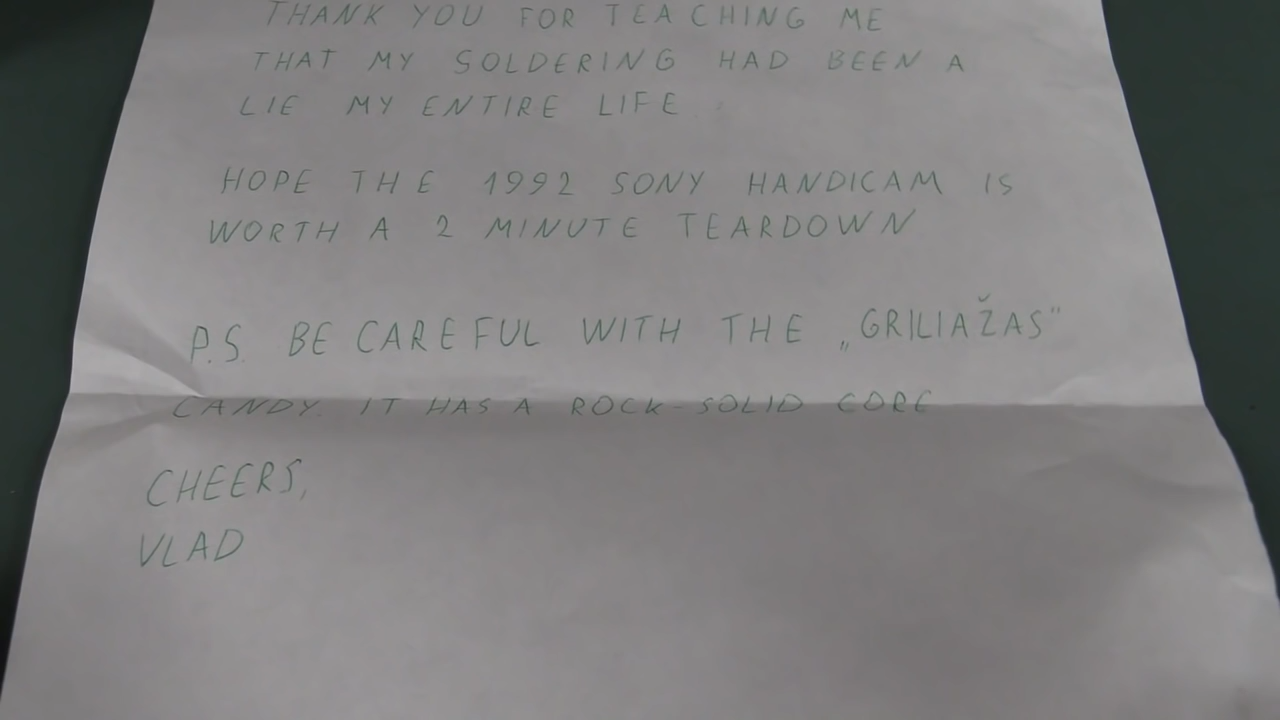 THANK YOU FOR TEACHING ME
THAT MY SOLDERING HAD BEEN A
LIE MY ENTIRE LIFE
HOPE THE 1992 SONY HANDICAM IS
WORTH A 2 MINUTE TEARDOWN
P.S. BE CAREFUL WITH THE „GRILIAŽAS"
CANDY. IT HAS A ROCK-SOLID CORE
CHEERS,
VLAD